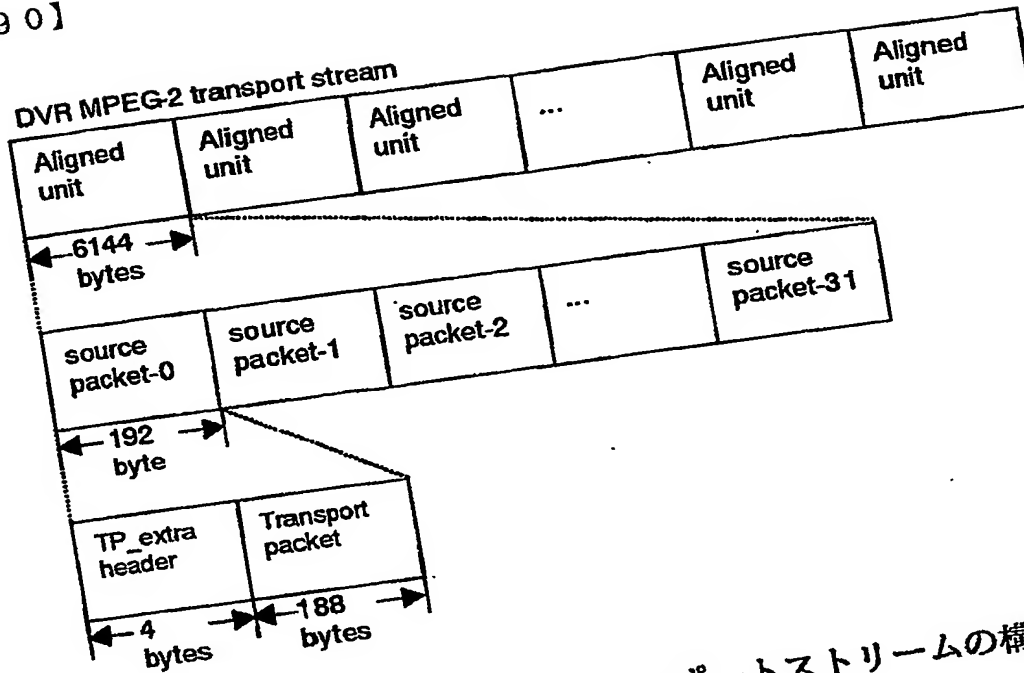 ９０】
DVR MPEG-2 transport stream
Aligned unit
Aligned unit
Aligned unit
...
Aligned unit
Aligned unit
6144 bytes
source packet-0
source packet-1
source packet-2
...
source packet-31
192 byte
TP_extra header
Transport packet
4 bytes
188 bytes
ートストリームの構